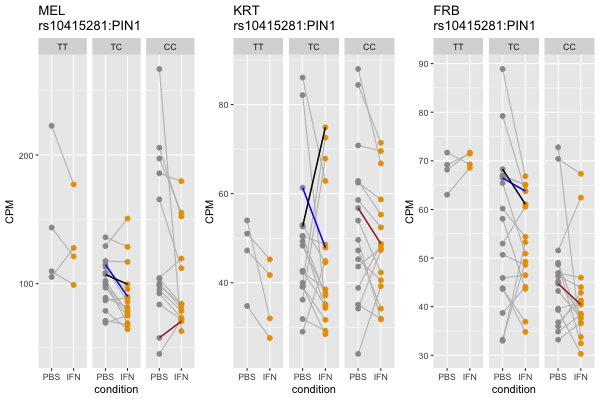 MEL
rs10415281:PIN1
TT TC CC
200
100
CPM
PBS IFN PBS IFN PBS IFN
condition
KRT
rs10415281:PIN1
TT TC CC
80
60
40
CPM
PBS IFN PBS IFN PBS IFN
condition
FRB
rs10415281:PIN1
TT TC CC
90
80
70
60
50
40
30
CPM
PBS IFN PBS IFN PBS IFN
condition